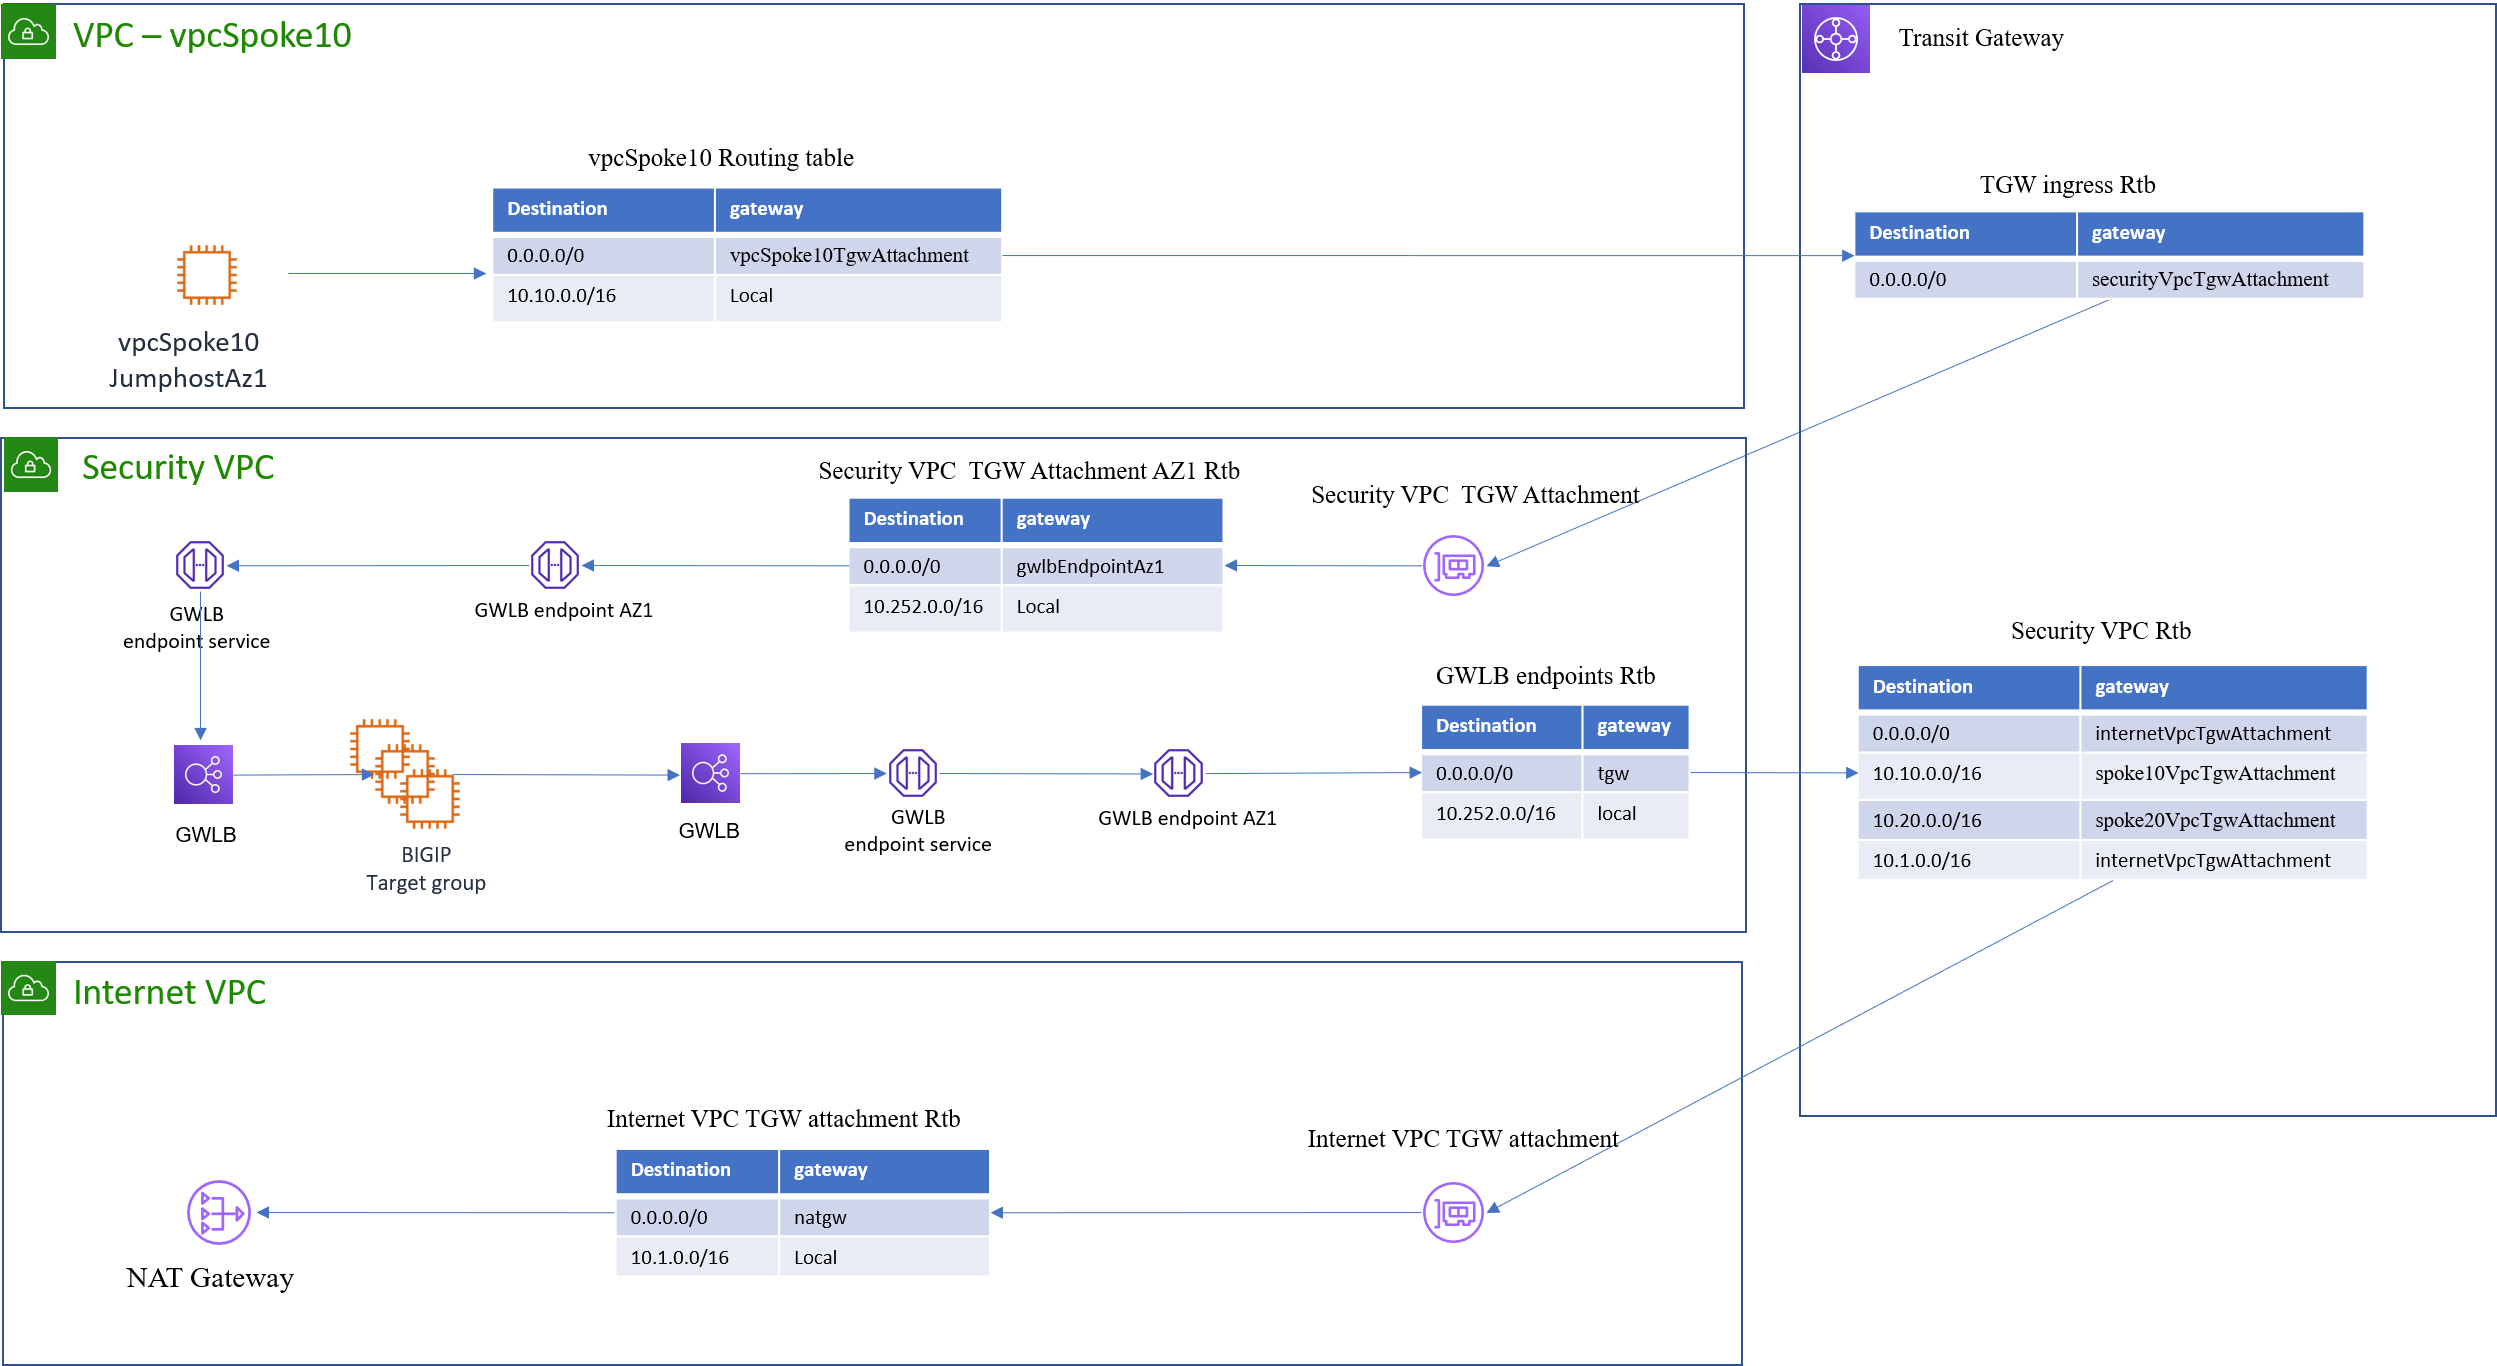 VPC – vpcSpoke10
Transit Gateway
vpcSpoke10 Routing table
Destination gateway
0.0.0.0/0 vpcSpoke10TgwAttachment
10.10.0.0/16 Local
vpcSpoke10
JumphostAz1
TGW ingress Rtb
Destination gateway
0.0.0.0/0 securityVpcTgwAttachment
Security VPC
Security VPC TGW Attachment AZ1 Rtb
Destination gateway
0.0.0.0/0 gwlbEndpointAz1
10.252.0.0/16 Local
Security VPC TGW Attachment
GWLB
endpoint service
GWLB endpoint AZ1
GWLB
BIGIP
Target group
GWLB
GWLB
endpoint service
GWLB endpoint AZ1
GWLB endpoints Rtb
Destination gateway
0.0.0.0/0 tgw
10.252.0.0/16 local
Security VPC Rtb
Destination gateway
0.0.0.0/0 internetVpcTgwAttachment
10.10.0.0/16 spoke10VpcTgwAttachment
10.20.0.0/16 spoke20VpcTgwAttachment
10.1.0.0/16 internetVpcTgwAttachment
Internet VPC
Internet VPC TGW attachment Rtb
Destination gateway
0.0.0.0/0 natgw
10.1.0.0/16 Local
Internet VPC TGW attachment
NAT Gateway